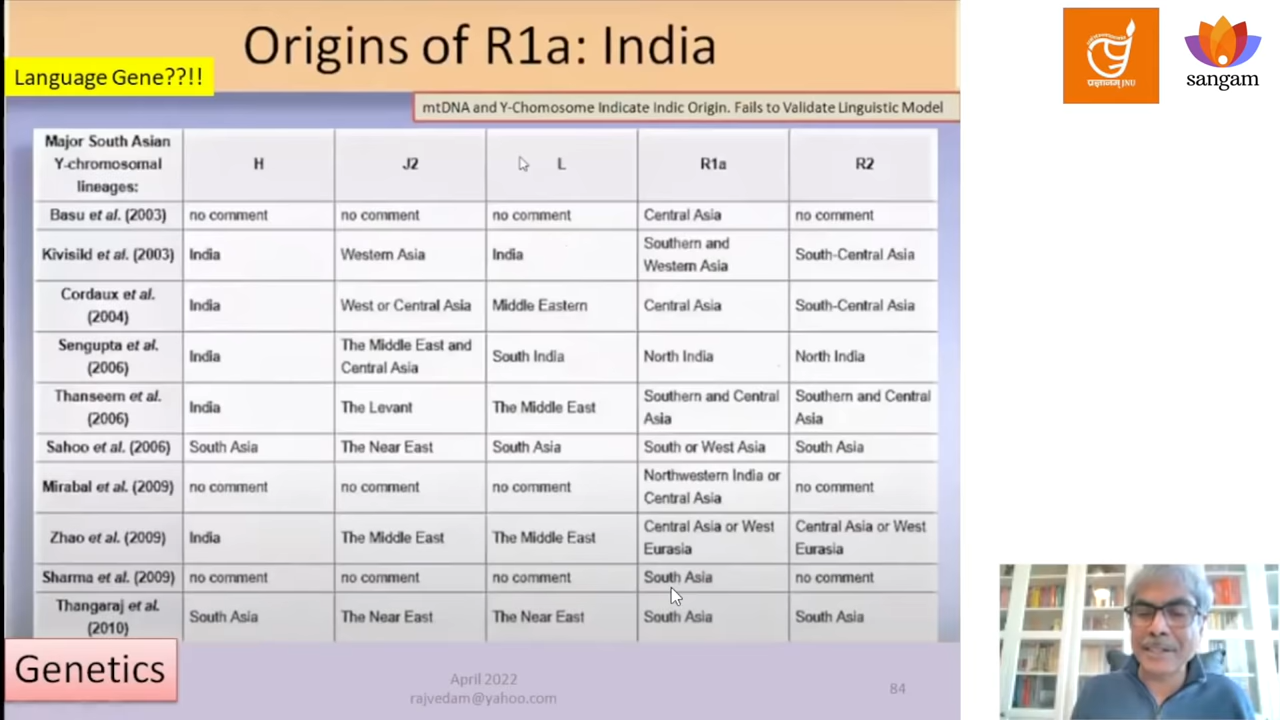 Origins of R1a: India
Language Gene??!!
mtDNA and Y-Chomosome Indicate Indic Origin. Fails to Validate Linguistic Model
Major South Asian
Y-chromosomal
lineages:
H
J2
L
R1a
R2
Basu et al. (2003)
no comment
no comment
no comment
Central Asia
no comment
Kivisild et al. (2003)
India
Western Asia
India
Southern and
Western Asia
South-Central Asia
Cordaux et al.
(2004)
India
West or Central Asia
Middle Eastern
Central Asia
South-Central Asia
Sengupta et al.
(2006)
India
The Middle East and
Central Asia
South India
North India
North India
Thanseem et al.
(2006)
India
The Levant
The Middle East
Southern and Central
Asia
Southern and Central
Asia
Sahoo et al. (2006)
South Asia
The Near East
South Asia
South or West Asia
South Asia
Mirabal et al. (2009)
no comment
no comment
no comment
Northwestern India or
Central Asia
no comment
Zhao et al. (2009)
India
The Middle East
The Middle East
Central Asia or West
Eurasia
Central Asia or West
Eurasia
Sharma et al. (2009)
no comment
no comment
no comment
South Asia
no comment
Thangaraj et al.
(2010)
South Asia
The Near East
The Near East
South Asia
South Asia
Genetics
April 2022
rajvedam@yahoo.com
84
sangam